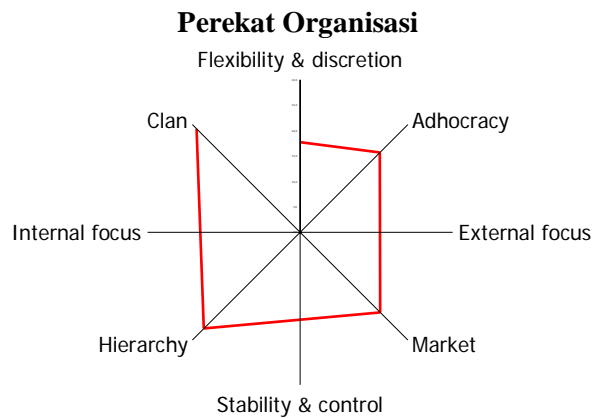 Perekat Organisasi
Flexibility & discretion
Clan
Adhocracy
Internal focus
External focus
Hierarchy
Market
Stability & control